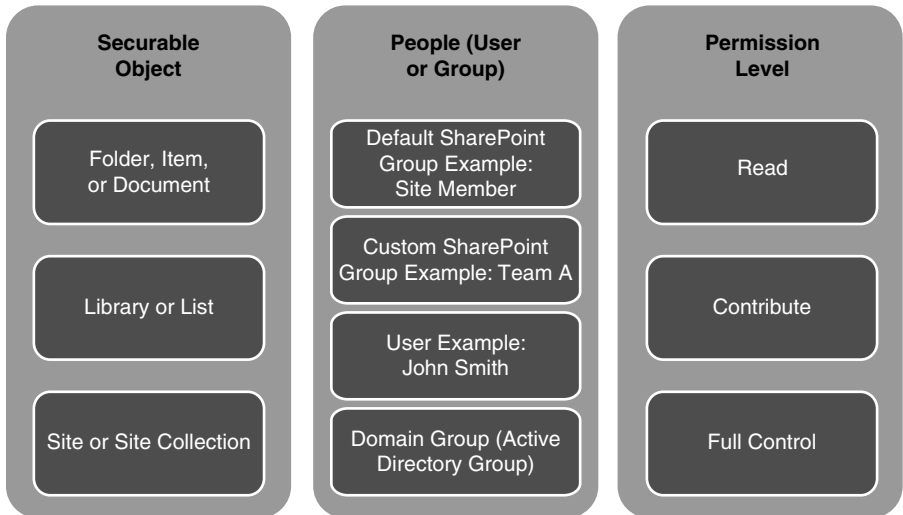 Securable
Object
Folder, Item,
or Document
Library or List
Site or Site Collection
People (User
or Group)
Default SharePoint
Group Example:
Site Member
Custom SharePoint
Group Example: Team A
User Example:
John Smith
Domain Group (Active
Directory Group)
Permission
Level
Read
Contribute
Full Control